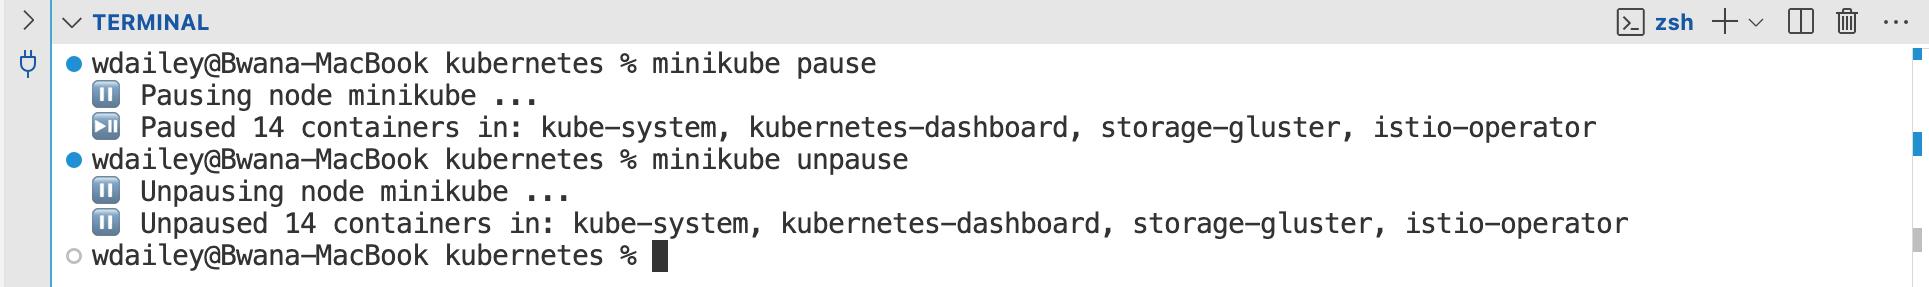 TERMINAL
zsh
wdailey@Bwana-MacBook kubernetes % minikube pause
Pausing node minikube ...
Paused 14 containers in: kube-system, kubernetes-dashboard, storage-gluster, istio-operator
wdailey@Bwana-MacBook kubernetes % minikube unpause
Unpausing node minikube ...
Unpaused 14 containers in: kube-system, kubernetes-dashboard, storage-gluster, istio-operator
wdailey@Bwana-MacBook kubernetes %